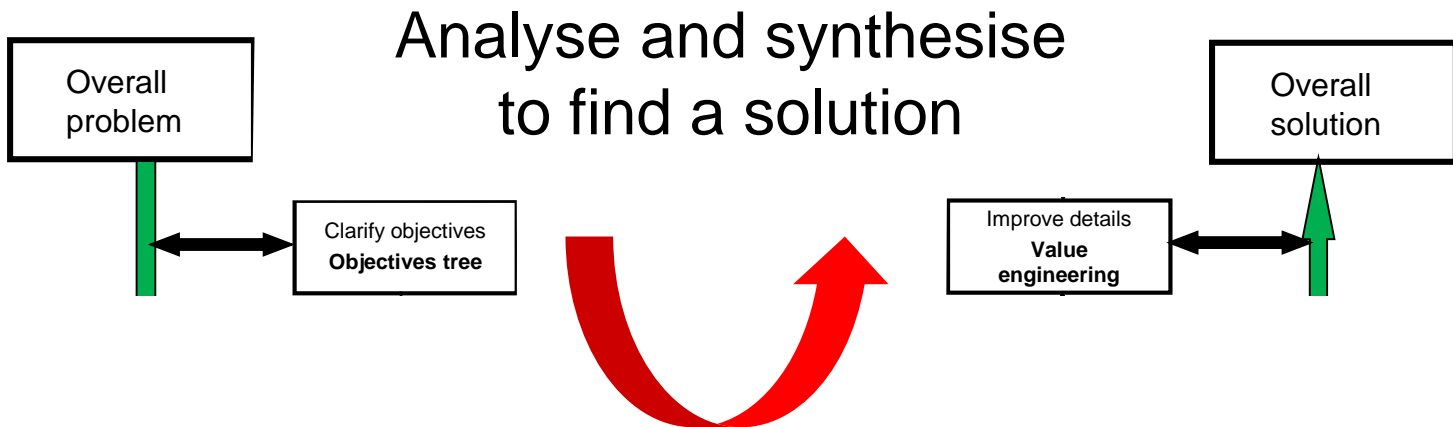 Analyse and synthesise
to find a solution
Overall
problem
Overall
solution
Clarify objectives
Objectives tree
Improve details
Value
engineering